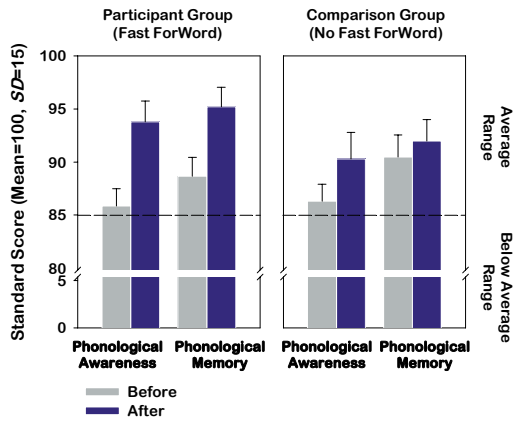 Participant Group
(Fast ForWord)
Comparison Group
(No Fast ForWord)
Standard Score (Mean=100, SD=15)
100
95
90
85
80
5
0
Average
Range
Below Average
Range
Phonological
Awareness
Phonological
Memory
Phonological
Awareness
Phonological
Memory
Before
After